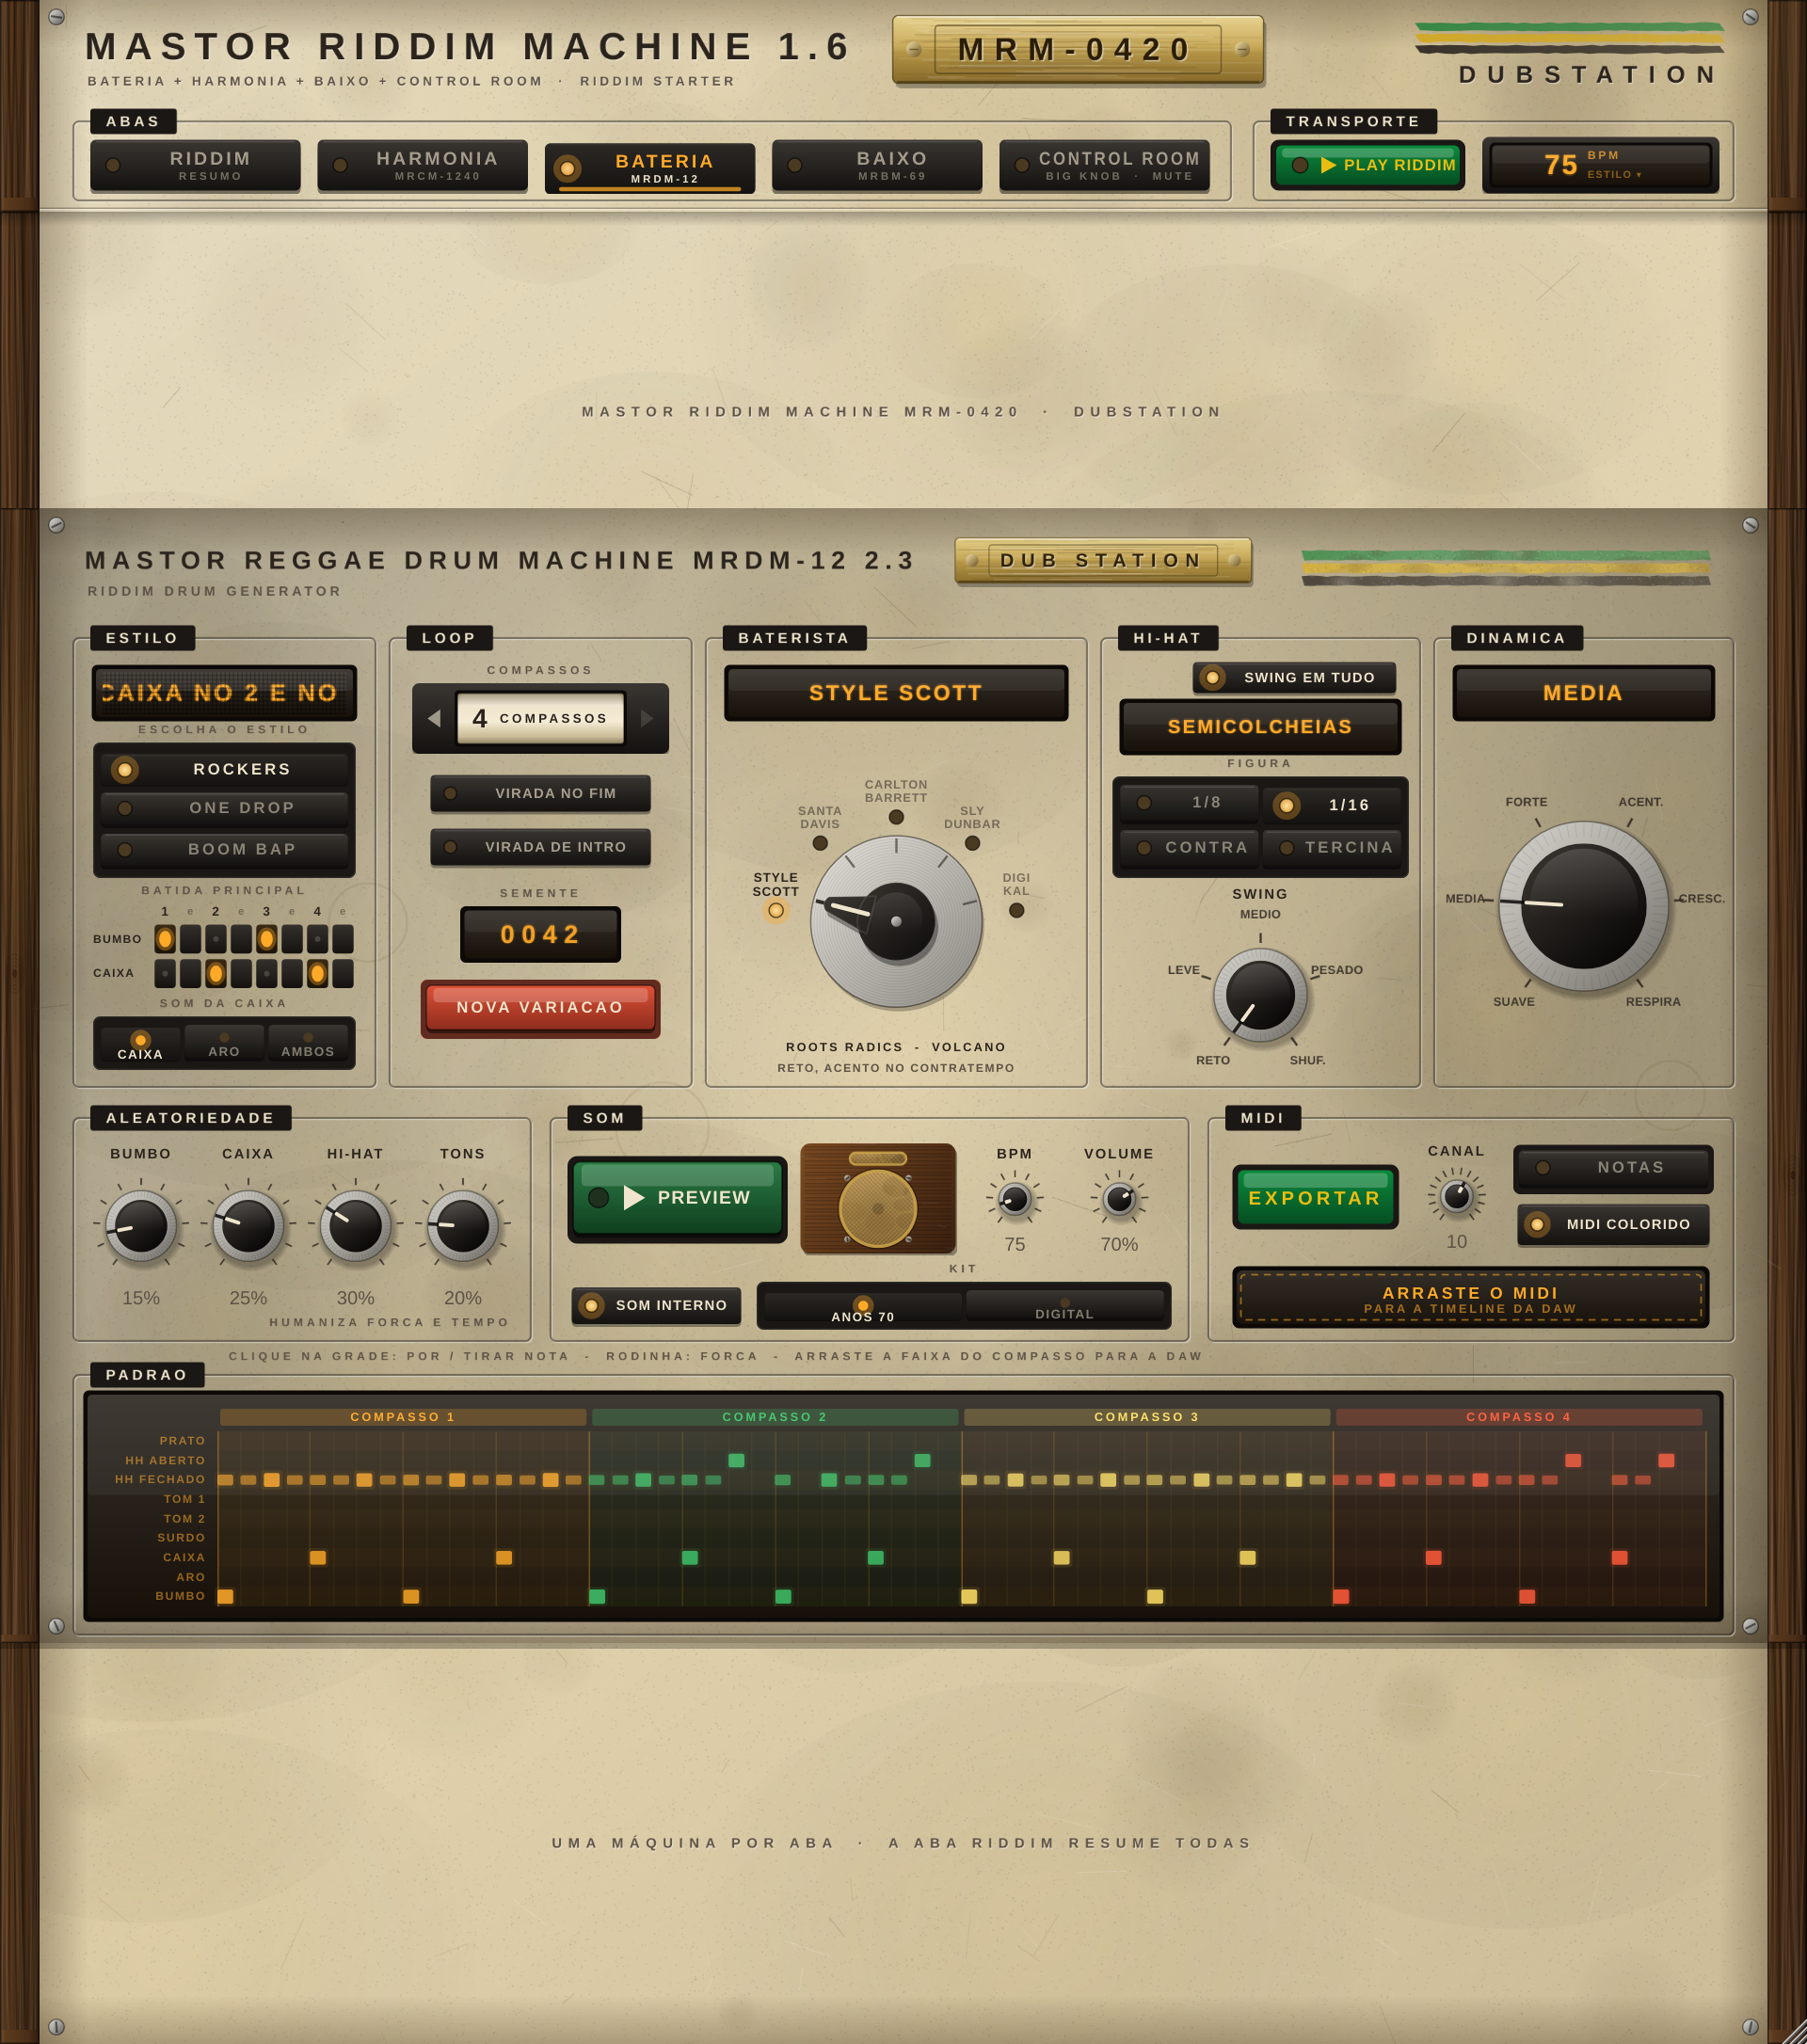 MASTOR RIDDIM MACHINE 1.6
MRM-0420
DUBSTATION
BATERIA + HARMONIA + BAIXO + CONTROL ROOM · RIDDIM STARTER
ABAS
TRANSPORTE
RIDDIM
RESUMO
HARMONIA
MRCM-1240
BATERIA
MRDM-12
BAIXO
MRBM-69
CONTROL ROOM
BIG KNOB · MUTE
PLAY RIDDIM
75 BPM
ESTILO ▾
MASTOR RIDDIM MACHINE MRM-0420 · DUBSTATION
MASTOR REGGAE DRUM MACHINE MRDM-12 2.3
DUB STATION
RIDDIM DRUM GENERATOR
ESTILO
CAIXA NO 2 E NO
ESCOLHA O ESTILO
ROCKERS
ONE DROP
BOOM BAP
BATIDA PRINCIPAL
1 e 2 e 3 e 4 e
BUMBO
CAIXA
SOM DA CAIXA
CAIXA
ARO
AMBOS
LOOP
COMPASSOS
4 COMPASSOS
VIRADA NO FIM
VIRADA DE INTRO
SEMENTE
0042
NOVA VARIACAO
BATERISTA
STYLE SCOTT
CARLTON
BARRETT
SANTA
DAVIS
SLY
DUNBAR
STYLE
SCOTT
DIGI
KAL
ROOTS RADICS - VOLCANO
RETO, ACENTO NO CONTRATEMPO
HI-HAT
SWING EM TUDO
SEMICOLCHEIAS
FIGURA
1/8
1/16
CONTRA
TERCINA
SWING
MEDIO
LEVE
PESADO
RETO
SHUF.
DINAMICA
MEDIA
FORTE
ACENT.
MEDIA
CRESC.
SUAVE
RESPIRA
ALEATORIEDADE
BUMBO
CAIXA
HI-HAT
TONS
15%
25%
30%
20%
HUMANIZA FORCA E TEMPO
SOM
PREVIEW
BPM
VOLUME
75
70%
KIT
SOM INTERNO
ANOS 70
DIGITAL
MIDI
EXPORTAR
CANAL
10
NOTAS
MIDI COLORIDO
ARRASTE O MIDI
PARA A TIMELINE DA DAW
CLIQUE NA GRADE: POR / TIRAR NOTA - RODINHA: FORCA - ARRASTE A FAIXA DO COMPASSO PARA A DAW
PADRAO
COMPASSO 1
COMPASSO 2
COMPASSO 3
COMPASSO 4
PRATO
HH ABERTO
HH FECHADO
TOM 1
TOM 2
SURDO
CAIXA
ARO
BUMBO
UMA MÁQUINA POR ABA · A ABA RIDDIM RESUME TODAS